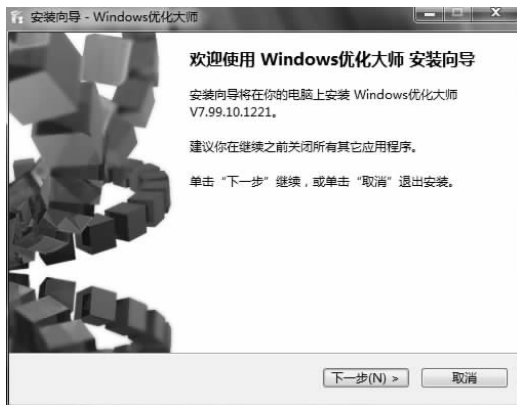 安装向导 - Windows优化大师
欢迎使用 Windows优化大师 安装向导
安装向导将在你的电脑上安装 Windows优化大师
V7.99.10.1221。
建议你在继续之前关闭所有其它应用程序。
单击“下一步”继续，或单击“取消”退出安装。
下一步(N) > 取消